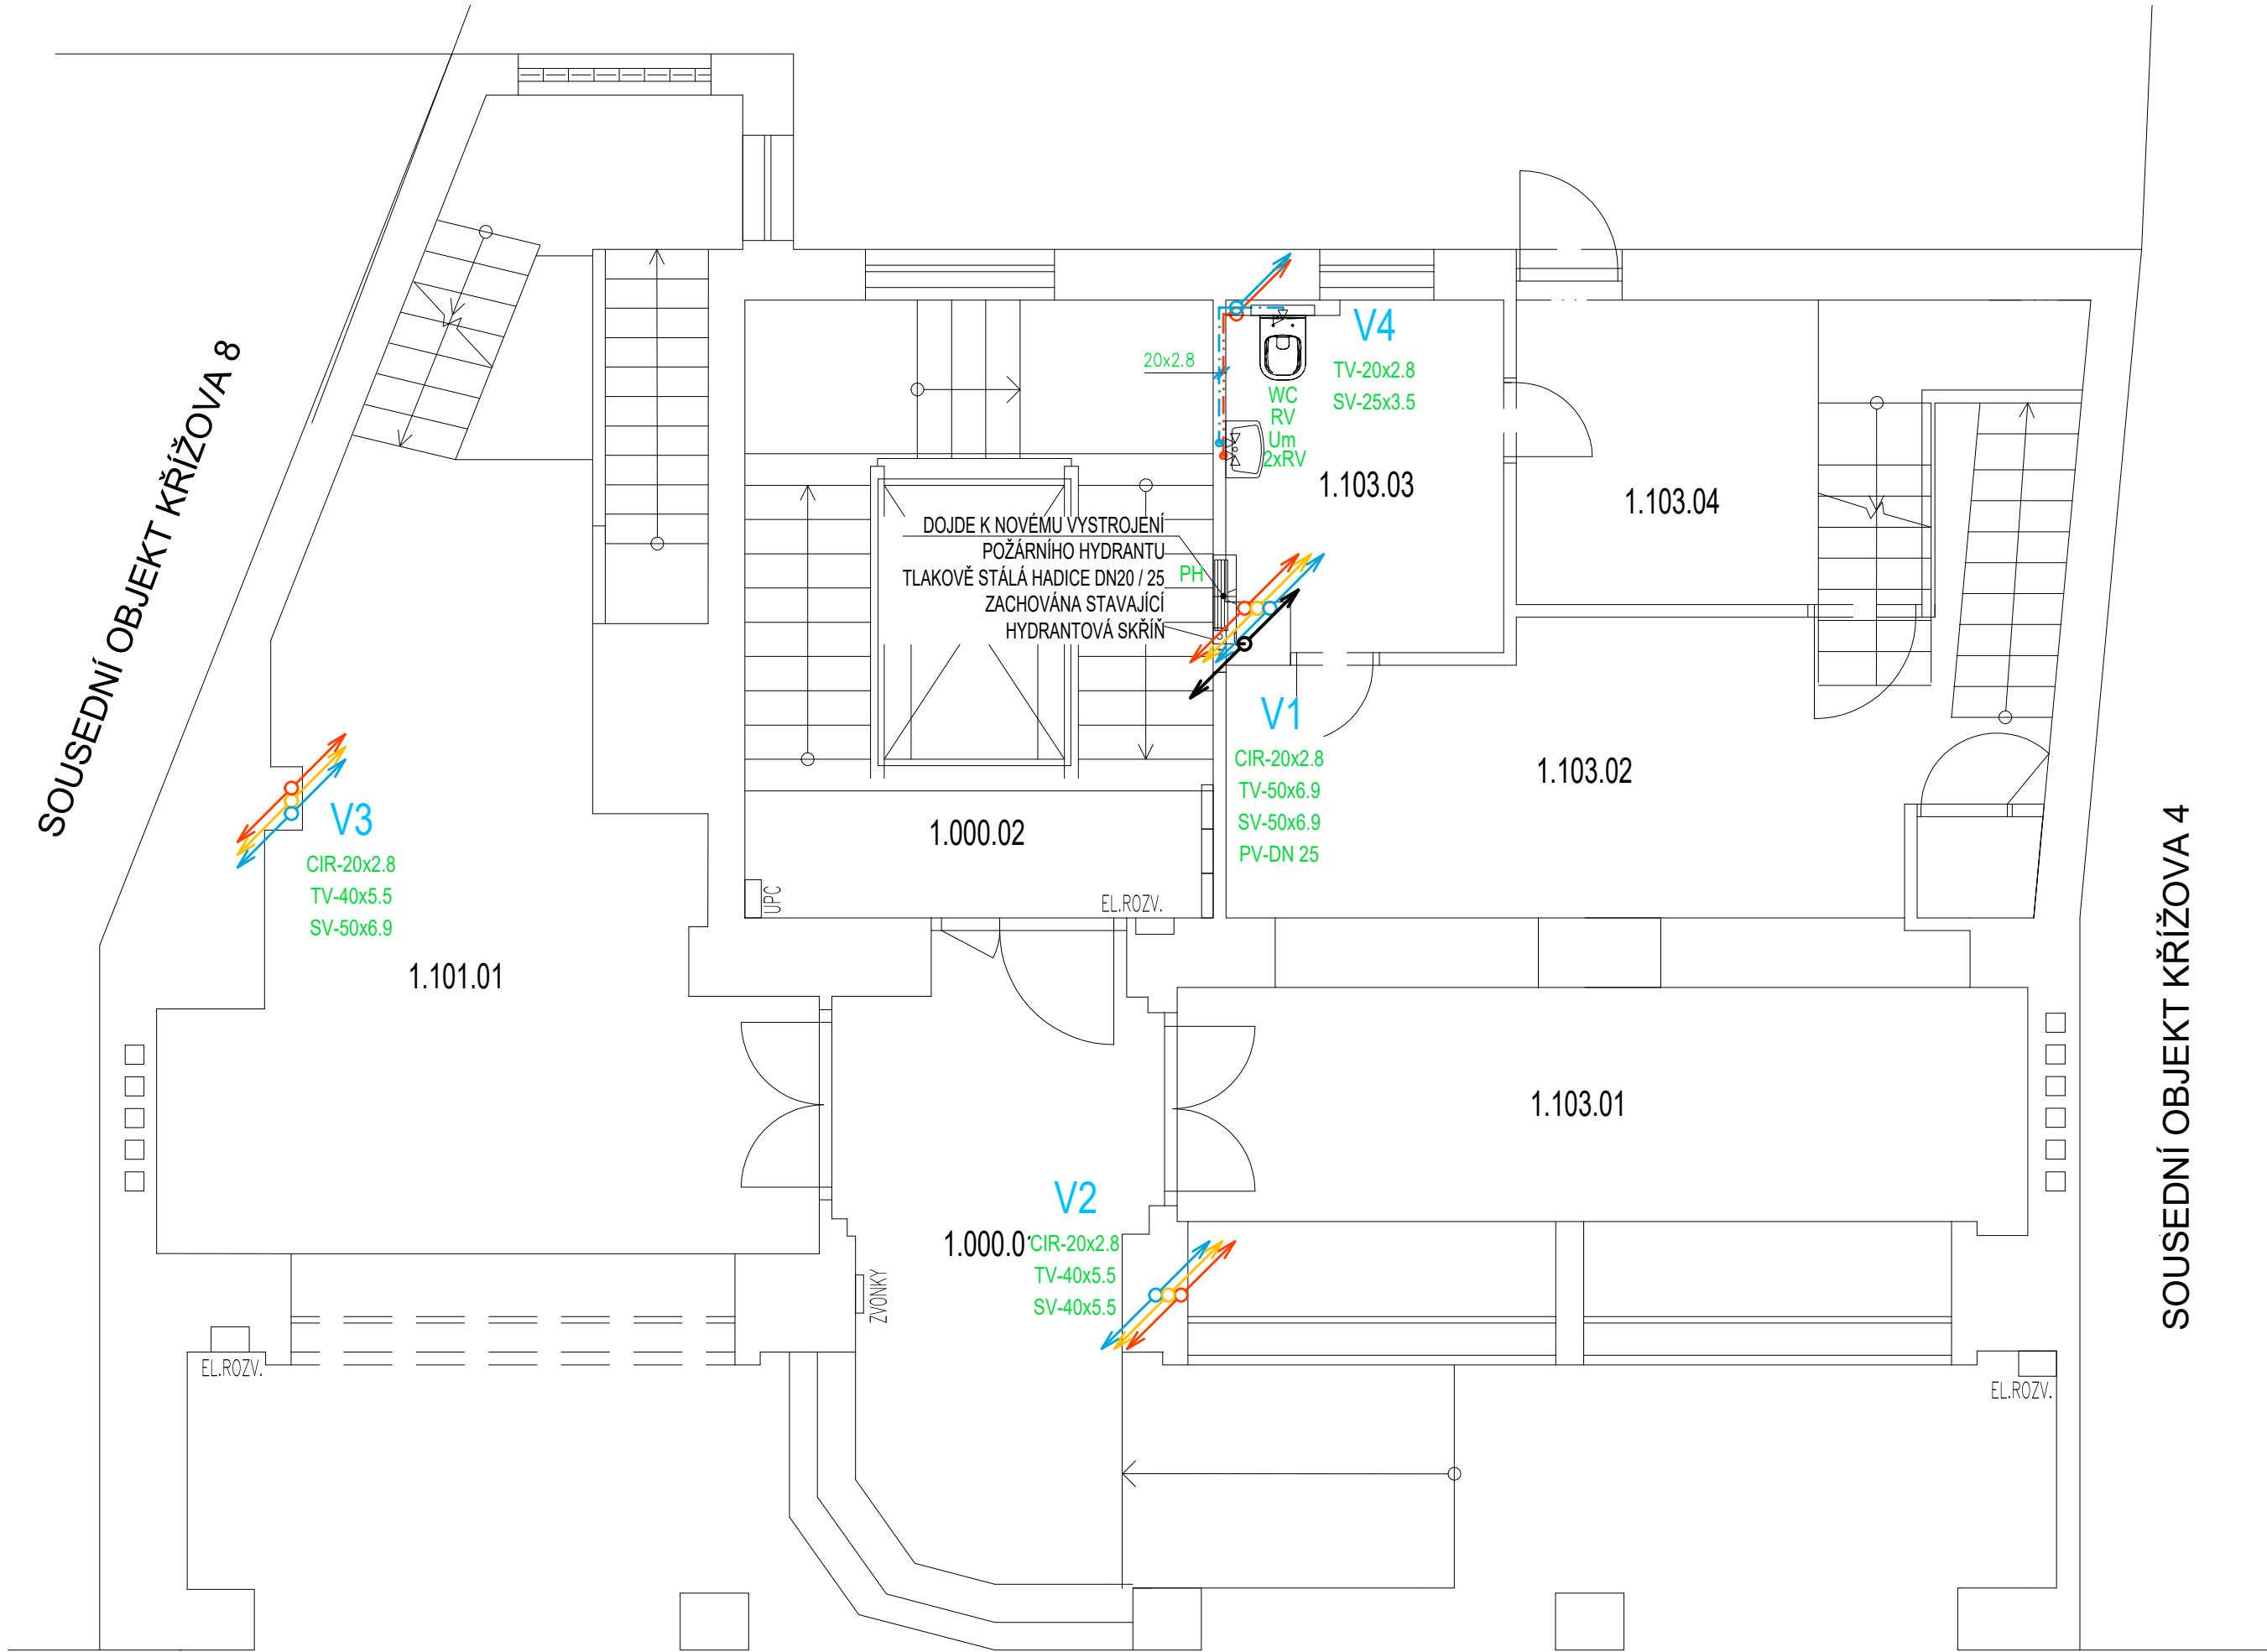 SOUSEDNÍ OBJEKT KŘÍŽOVA 8
20x2.8
V4
TV-20x2.8
SV-25x3.5
WC
RV
Um
2xRV
1.103.03
1.103.04
DOJDE K NOVÉMU VYSTROJENÍ
POŽÁRNÍHO HYDRANTU
TLAKOVĚ STÁLÁ HADICE DN20 / 25
ZACHOVÁNA STAVAJÍCÍ
HYDRANTOVÁ SKŘÍŇ
PH
V1
CIR-20x2.8
TV-50x6.9
SV-50x6.9
PV-DN 25
1.103.02
V3
CIR-20x2.8
TV-40x5.5
SV-50x6.9
1.000.02
UPC
EL.ROZV.
1.101.01
1.103.01
SOUSEDNÍ OBJEKT KŘÍŽOVA 4
V2
1.000.0
CIR-20x2.8
TV-40x5.5
SV-40x5.5
ZVONKY
EL.ROZV.
EL.ROZV.